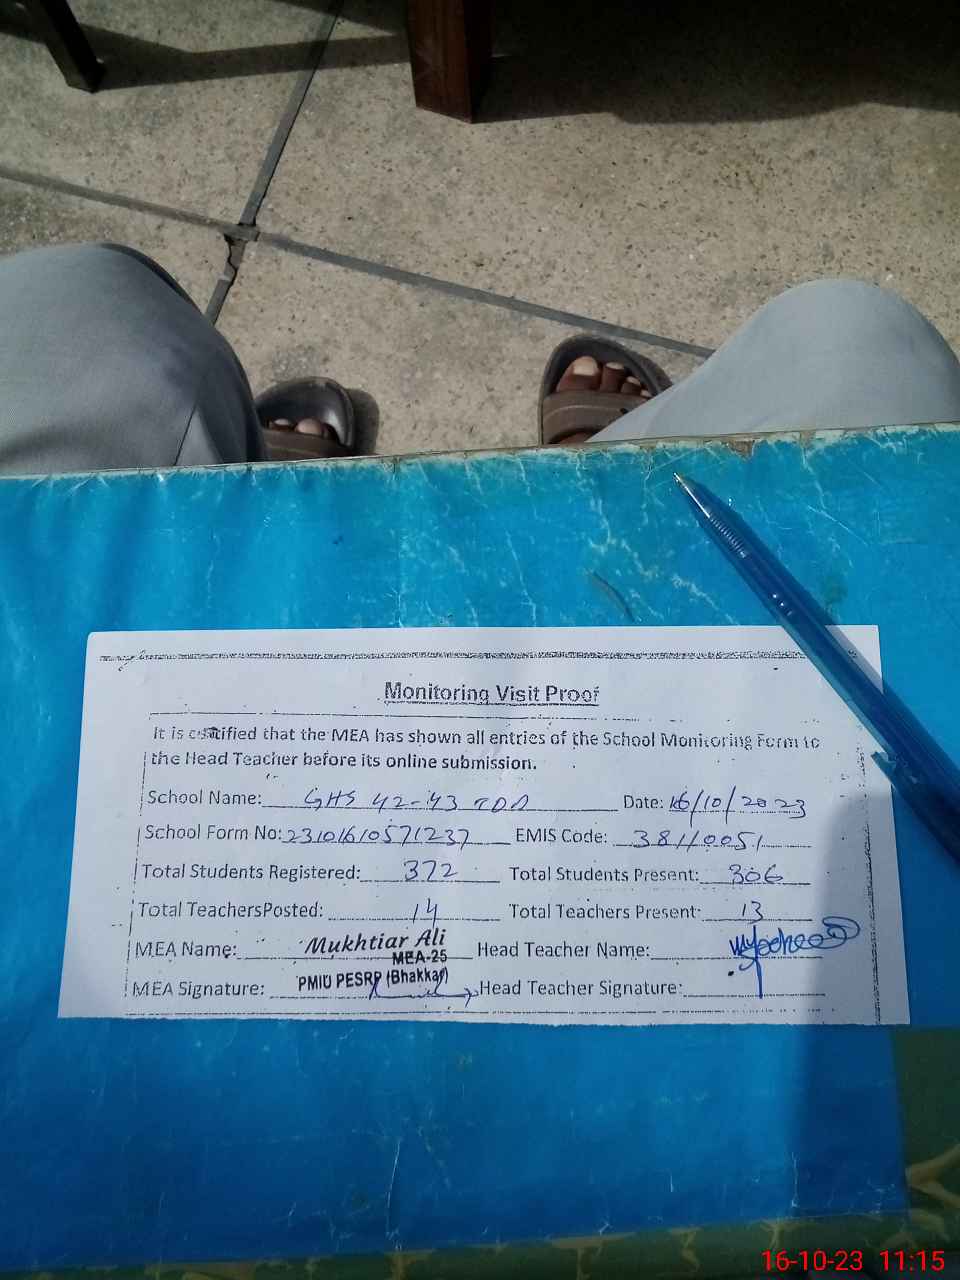 Monitoring Visit Proof
It is certified that the MEA has shown all entries of the School Monitoring Form to
the Head Teacher before its online submission.
School Name: GHS 42-43 TDA Date: 16/10/2023
School Form No: 23101610571237 EMIS Code: 38110051
Total Students Registered: 372 Total Students Present: 306
Total TeachersPosted: 14 Total Teachers Present: 13
MEA Name: Mukhtiar Ali Head Teacher Name:
MEA-25
MEA Signature: PMIU PESRP (Bhakkar) Head Teacher Signature:
16-10-23 11:15